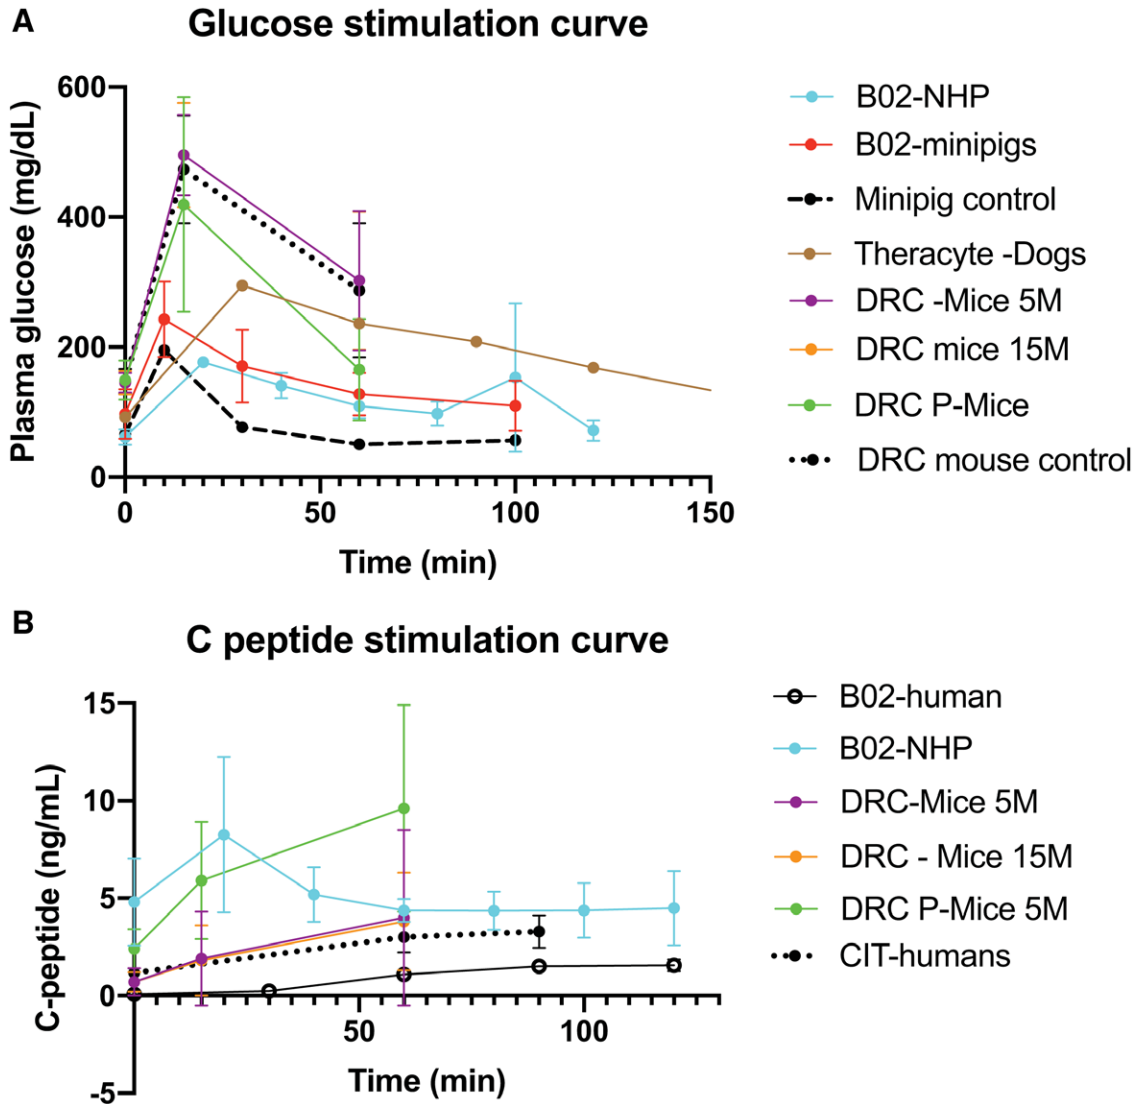 A
Glucose stimulation curve
Plasma glucose (mg/dL)
600
400
200
0
0
50
100
150
Time (min)
B02-NHP
B02-minipigs
Minipig control
Theracyte -Dogs
DRC -Mice 5M
DRC mice 15M
DRC P-Mice
DRC mouse control
B
C peptide stimulation curve
C-peptide (ng/mL)
15
10
5
0
-5
50
100
Time (min)
B02-human
B02-NHP
DRC-Mice 5M
DRC - Mice 15M
DRC P-Mice 5M
CIT-humans